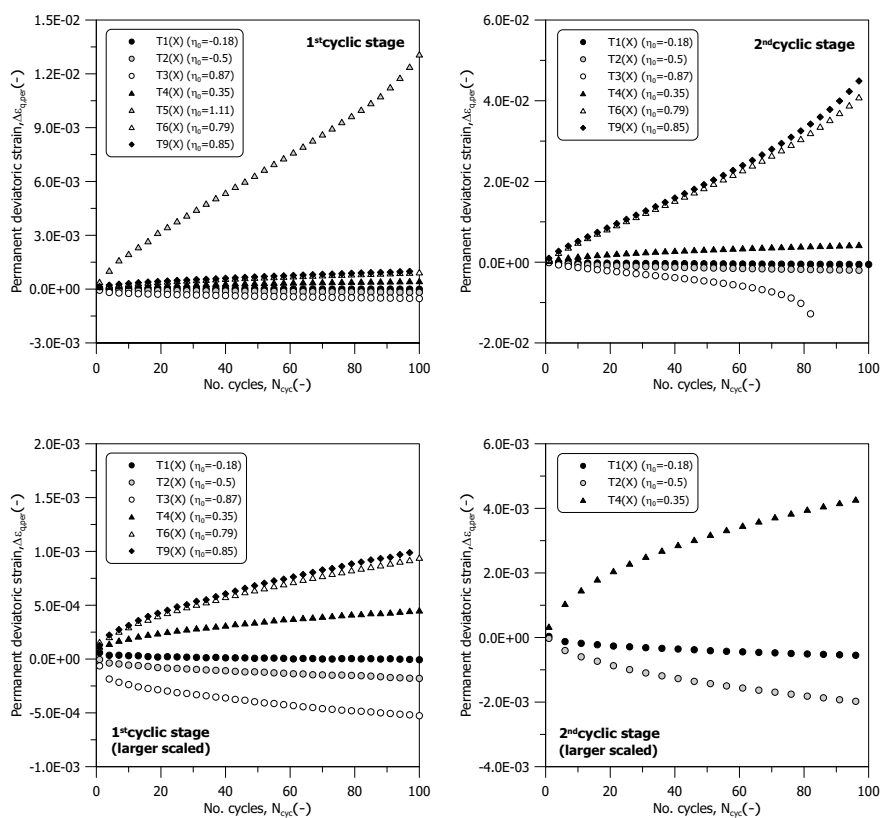 1.5E-02
1.2E-02
9.0E-03
6.0E-03
3.0E-03
0.0E+00
-3.0E-03
Permanent deviatoric strain,Δε q,per (-)
T1(X) (η0=-0.18)
T2(X) (η0=-0.5)
T3(X) (η0=0.87)
T4(X) (η0=0.35)
T5(X) (η0=1.11)
T6(X) (η0=0.79)
T9(X) (η0=0.85)
1st cyclic stage
0 20 40 60 80 100
No. cycles, Ncyc(-)
6.0E-02
4.0E-02
2.0E-02
0.0E+00
-2.0E-02
Permanent deviatoric strain,Δε q,per (-)
T1(X) (η0=-0.18)
T2(X) (η0=-0.5)
T3(X) (η0=-0.87)
T4(X) (η0=0.35)
T6(X) (η0=0.79)
T9(X) (η0=0.85)
2nd cyclic stage
0 20 40 60 80 100
No. cycles, Ncyc(-)
2.0E-03
1.5E-03
1.0E-03
5.0E-04
0.0E+00
-5.0E-04
-1.0E-03
Permanent deviatoric strain,Δε q,per (-)
T1(X) (η0=-0.18)
T2(X) (η0=-0.5)
T3(X) (η0=-0.87)
T4(X) (η0=0.35)
T6(X) (η0=0.79)
T9(X) (η0=0.85)
1st cyclic stage
(larger scaled)
0 20 40 60 80 100
No. cycles, Ncyc(-)
6.0E-03
4.0E-03
2.0E-03
0.0E+00
-2.0E-03
-4.0E-03
Permanent deviatoric strain,Δε q,per (-)
T1(X) (η0=-0.18)
T2(X) (η0=-0.5)
T4(X) (η0=0.35)
2nd cyclic stage
(larger scaled)
0 20 40 60 80 100
No. cycles, Ncyc(-)